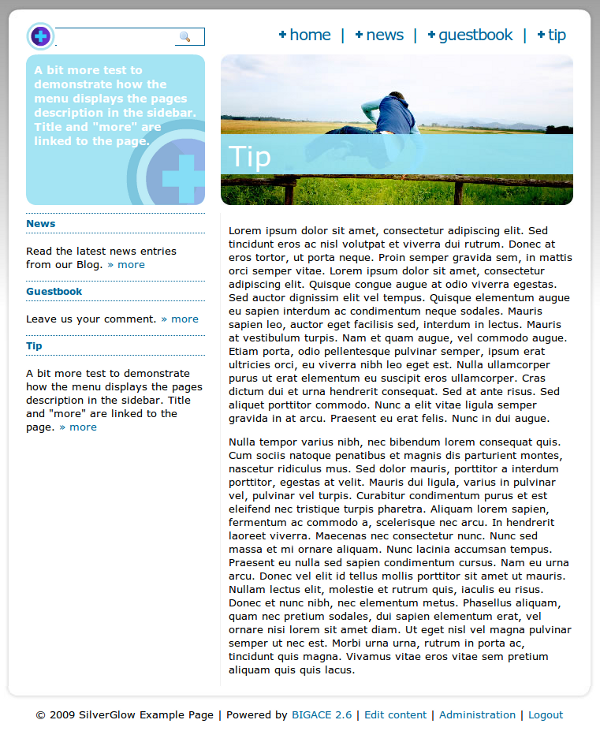 + home | + news | + guestbook | + tip
A bit more test to
demonstrate how the
menu displays the pages
description in the sidebar.
Title and "more" are
linked to the page.
Tip
News
Read the latest news entries
from our Blog. » more
Guestbook
Leave us your comment. » more
Tip
A bit more test to demonstrate
how the menu displays the pages
description in the sidebar. Title
and "more" are linked to the
page. » more
Lorem ipsum dolor sit amet, consectetur adipiscing elit. Sed
tincidunt eros ac nisl volutpat et viverra dui rutrum. Donec at
eros tortor, ut porta neque. Proin semper gravida sem, in mattis
orci semper vitae. Lorem ipsum dolor sit amet, consectetur
adipiscing elit. Quisque congue augue at odio viverra egestas.
Sed auctor dignissim elit vel tempus. Quisque elementum augue
eu sapien interdum ac condimentum neque sodales. Mauris
sapien leo, auctor eget facilisis sed, interdum in lectus. Mauris
at vestibulum turpis. Nam et quam augue, vel commodo augue.
Etiam porta, odio pellentesque pulvinar semper, ipsum erat
ultricies orci, eu viverra nibh leo eget est. Nulla ullamcorper
purus ut erat elementum eu suscipit eros ullamcorper. Cras
dictum dui et urna hendrerit consequat. Sed at ante risus. Sed
aliquet porttitor commodo. Nunc a elit vitae ligula semper
gravida in at arcu. Praesent eu erat felis. Nunc in dui augue.
Nulla tempor varius nibh, nec bibendum lorem consequat quis.
Cum sociis natoque penatibus et magnis dis parturient montes,
nascetur ridiculus mus. Sed dolor mauris, porttitor a interdum
porttitor, egestas at velit. Mauris dui ligula, varius in pulvinar
vel, pulvinar vel turpis. Curabitur condimentum purus et est
eleifend nec tristique turpis pharetra. Aliquam lorem sapien,
fermentum ac commodo a, scelerisque nec arcu. In hendrerit
laoreet viverra. Maecenas nec consectetur nunc. Nunc sed
massa et mi ornare aliquam. Nunc lacinia accumsan tempus.
Praesent eu nulla sed sapien condimentum cursus. Nam eu urna
arcu. Donec vel elit id tellus mollis porttitor sit amet ut mauris.
Nullam lectus elit, molestie et rutrum quis, iaculis eu risus.
Donec et nunc nibh, nec elementum metus. Phasellus aliquam,
quam nec pretium sodales, dui sapien elementum erat, vel
ornare nisi lorem sit amet diam. Ut eget nisl vel magna pulvinar
semper ut nec est. Morbi urna urna, rutrum in porta ac,
tincidunt quis magna. Vivamus vitae eros vitae sem pretium
aliquam quis quis lacus.
© 2009 SilverGlow Example Page | Powered by BIGACE 2.6 | Edit content | Administration | Logout